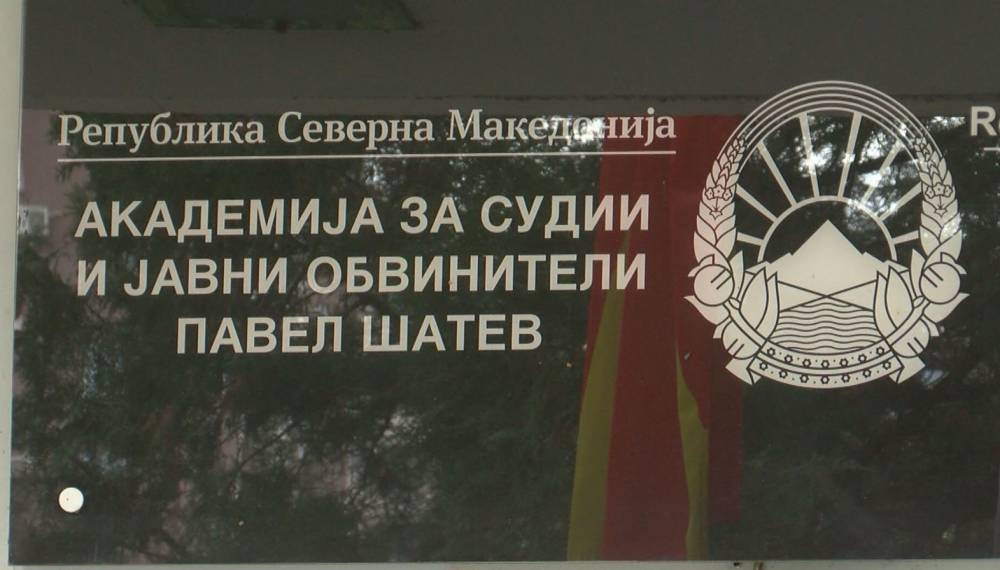 Република Северна Македонија
АКАДЕМИЈА ЗА СУДИИ
И ЈАВНИ ОБВИНИТЕЛИ
ПАВЕЛ ШАТЕВ